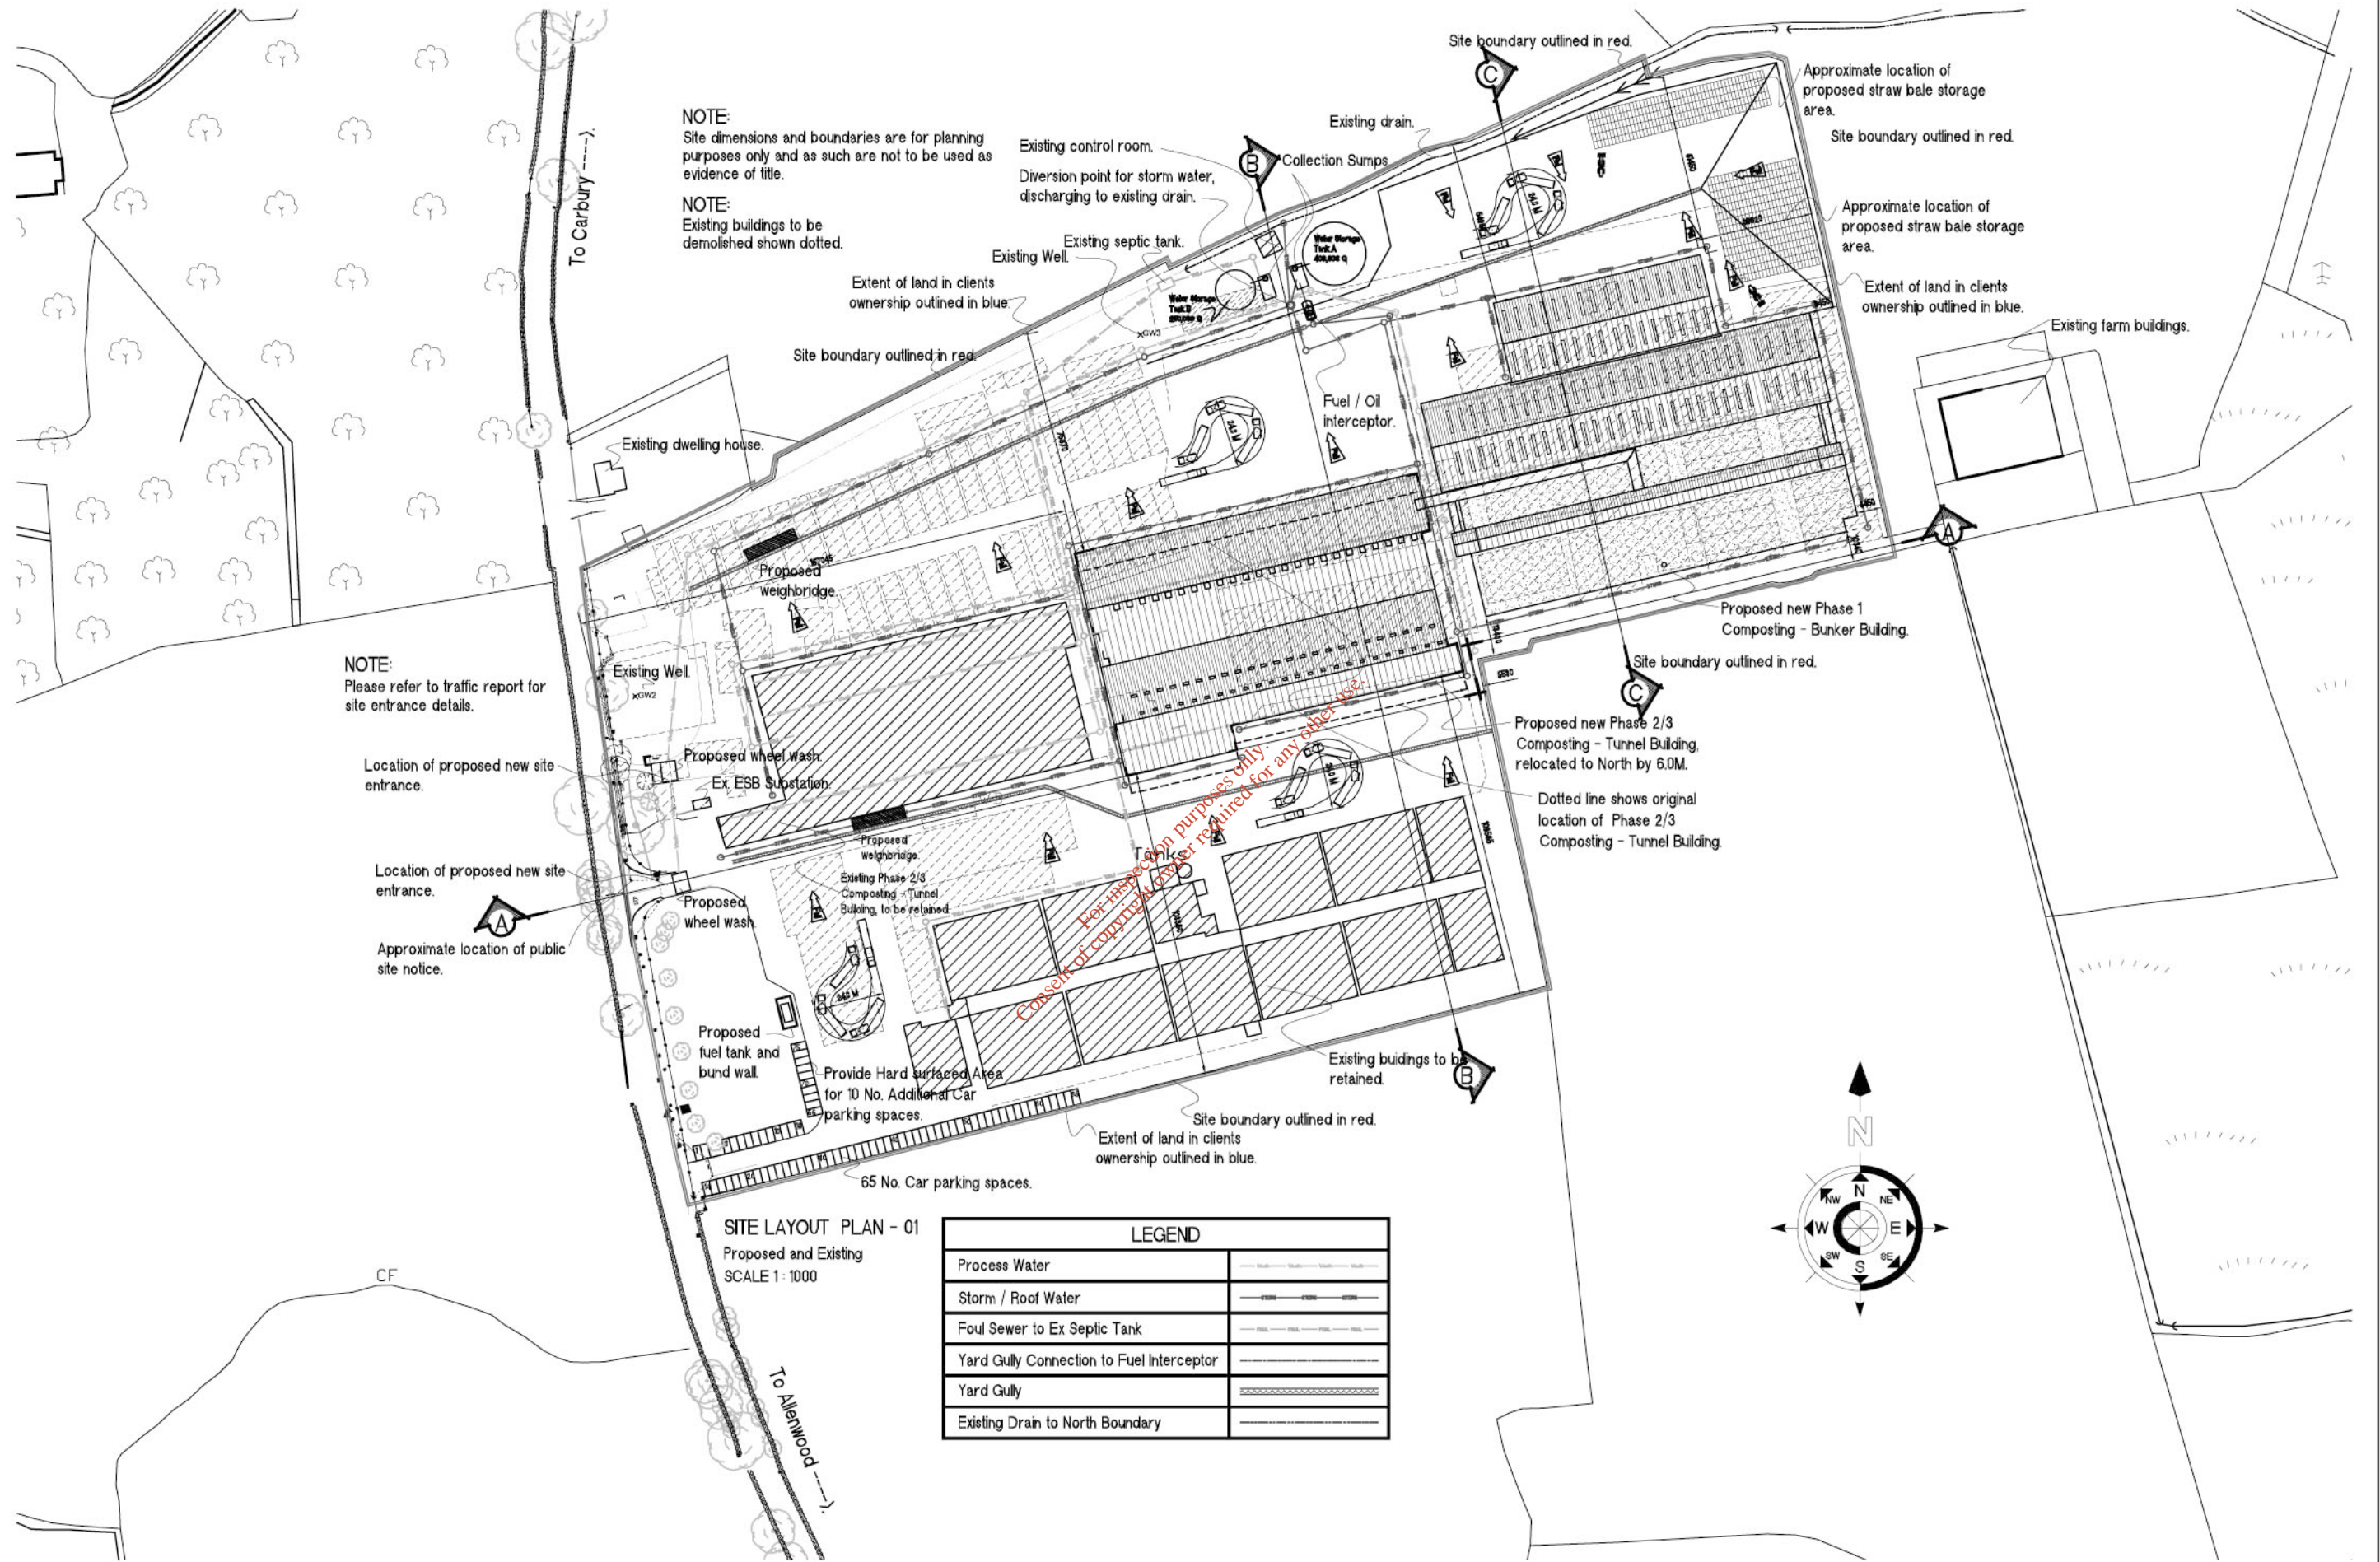 Site boundary outlined in red.
C
Approximate location of
proposed straw bale storage
area.
Site boundary outlined in red.
NOTE:
Site dimensions and boundaries are for planning
purposes only and as such are not to be used as
evidence of title.
NOTE:
Existing buildings to be
demolished shown dotted.
To Carbury ---->.
Existing control room.
Diversion point for storm water,
discharging to existing drain.
Existing septic tank.
Existing Well.
B
Collection Sumps
Existing drain.
Extent of land in clients
ownership outlined in blue.
Site boundary outlined in red.
GW3
Water Storage
Tank A
Water Storage
Tank B
Approximate location of
proposed straw bale storage
area.
Extent of land in clients
ownership outlined in blue.
Existing farm buildings.
Fuel / Oil
interceptor.
Existing dwelling house.
Proposed
weighbridge.
A
Proposed new Phase 1
Composting - Bunker Building.
Site boundary outlined in red.
C
NOTE:
Please refer to traffic report for
site entrance details.
Existing Well.
GW2
Proposed wheel wash.
Ex. ESB Substation.
Location of proposed new site
entrance.
Proposed new Phase 2/3
Composting - Tunnel Building,
relocated to North by 6.0M.
Dotted line shows original
location of Phase 2/3
Composting - Tunnel Building.
Proposed
weighbridge.
Existing Phase 2/3
Composting - Tunnel
Building, to be retained.
Tanks
Location of proposed new site
entrance.
A
Approximate location of public
site notice.
Proposed
wheel wash.
For inspection purposes only.
Consent of copyright owner required for any other use.
Proposed
fuel tank and
bund wall.
Provide Hard surfaced Area
for 10 No. Additional Car
parking spaces.
Existing buidings to be
retained.
B
Site boundary outlined in red.
Extent of land in clients
ownership outlined in blue.
65 No. Car parking spaces.
SITE LAYOUT PLAN - 01
Proposed and Existing
SCALE 1 : 1000
LEGEND
Process Water
Storm / Roof Water
Foul Sewer to Ex Septic Tank
Yard Gully Connection to Fuel Interceptor
Yard Gully
Existing Drain to North Boundary
CF
To Allenwood ---->.
N
N
NW
NE
W
E
SW
SE
S